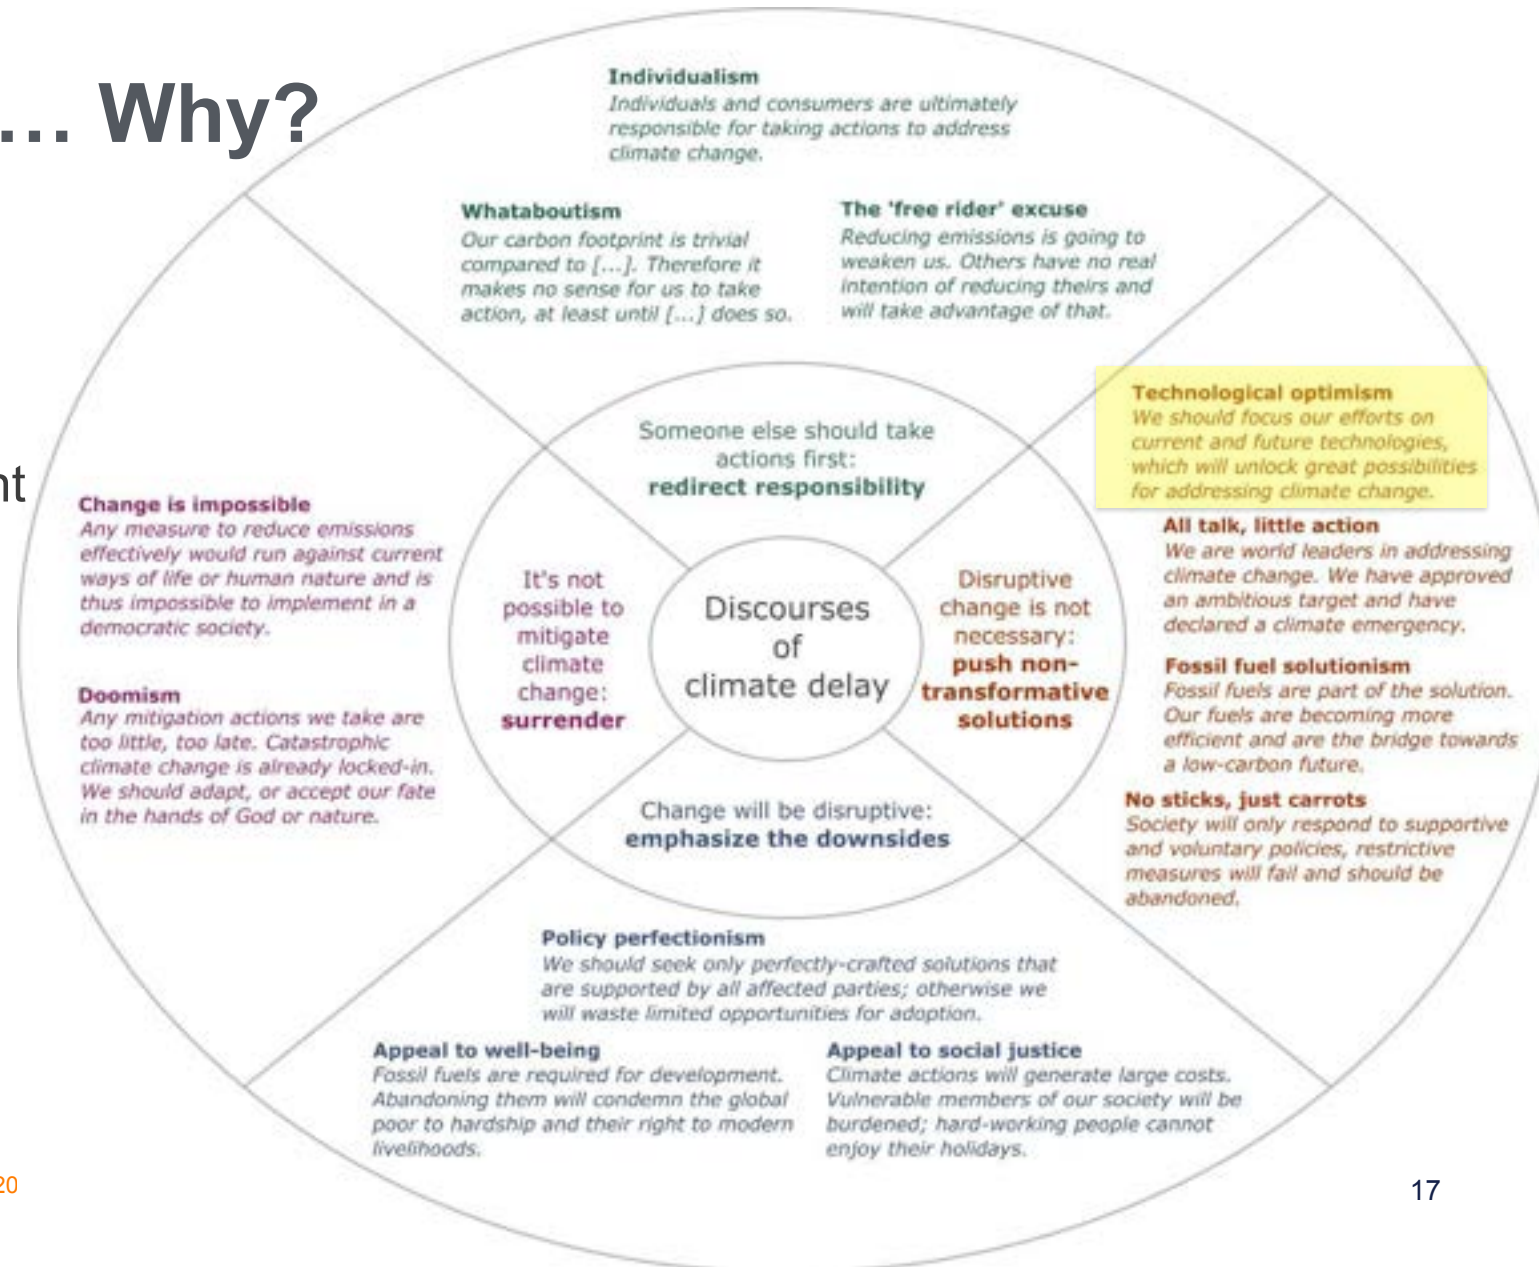 ... Why?
Individualism
Individuals and consumers are ultimately
responsible for taking actions to address
climate change.
Whataboutism
Our carbon footprint is trivial
compared to [...]. Therefore it
makes no sense for us to take
action, at least until [...] does so.
The 'free rider' excuse
Reducing emissions is going to
weaken us. Others have no real
intention of reducing theirs and
will take advantage of that.
Technological optimism
We should focus our efforts on
current and future technologies,
which will unlock great possibilities
for addressing climate change.
Someone else should take
actions first:
redirect responsibility
nt
Change is impossible
Any measure to reduce emissions
effectively would run against current
ways of life or human nature and is
thus impossible to implement in a
democratic society.
All talk, little action
We are world leaders in addressing
climate change. We have approved
an ambitious target and have
declared a climate emergency.
It's not
possible to
mitigate
climate
change:
surrender
Discourses
of
climate delay
Disruptive
change is not
necessary:
push non-
transformative
solutions
Fossil fuel solutionism
Fossil fuels are part of the solution.
Our fuels are becoming more
efficient and are the bridge towards
a low-carbon future.
Doomism
Any mitigation actions we take are
too little, too late. Catastrophic
climate change is already locked-in.
We should adapt, or accept our fate
in the hands of God or nature.
No sticks, just carrots
Society will only respond to supportive
and voluntary policies, restrictive
measures will fail and should be
abandoned.
Change will be disruptive:
emphasize the downsides
Policy perfectionism
We should seek only perfectly-crafted solutions that
are supported by all affected parties; otherwise we
will waste limited opportunities for adoption.
Appeal to well-being
Fossil fuels are required for development.
Abandoning them will condemn the global
poor to hardship and their right to modern
livelihoods.
Appeal to social justice
Climate actions will generate large costs.
Vulnerable members of our society will be
burdened; hard-working people cannot
enjoy their holidays.
20
17